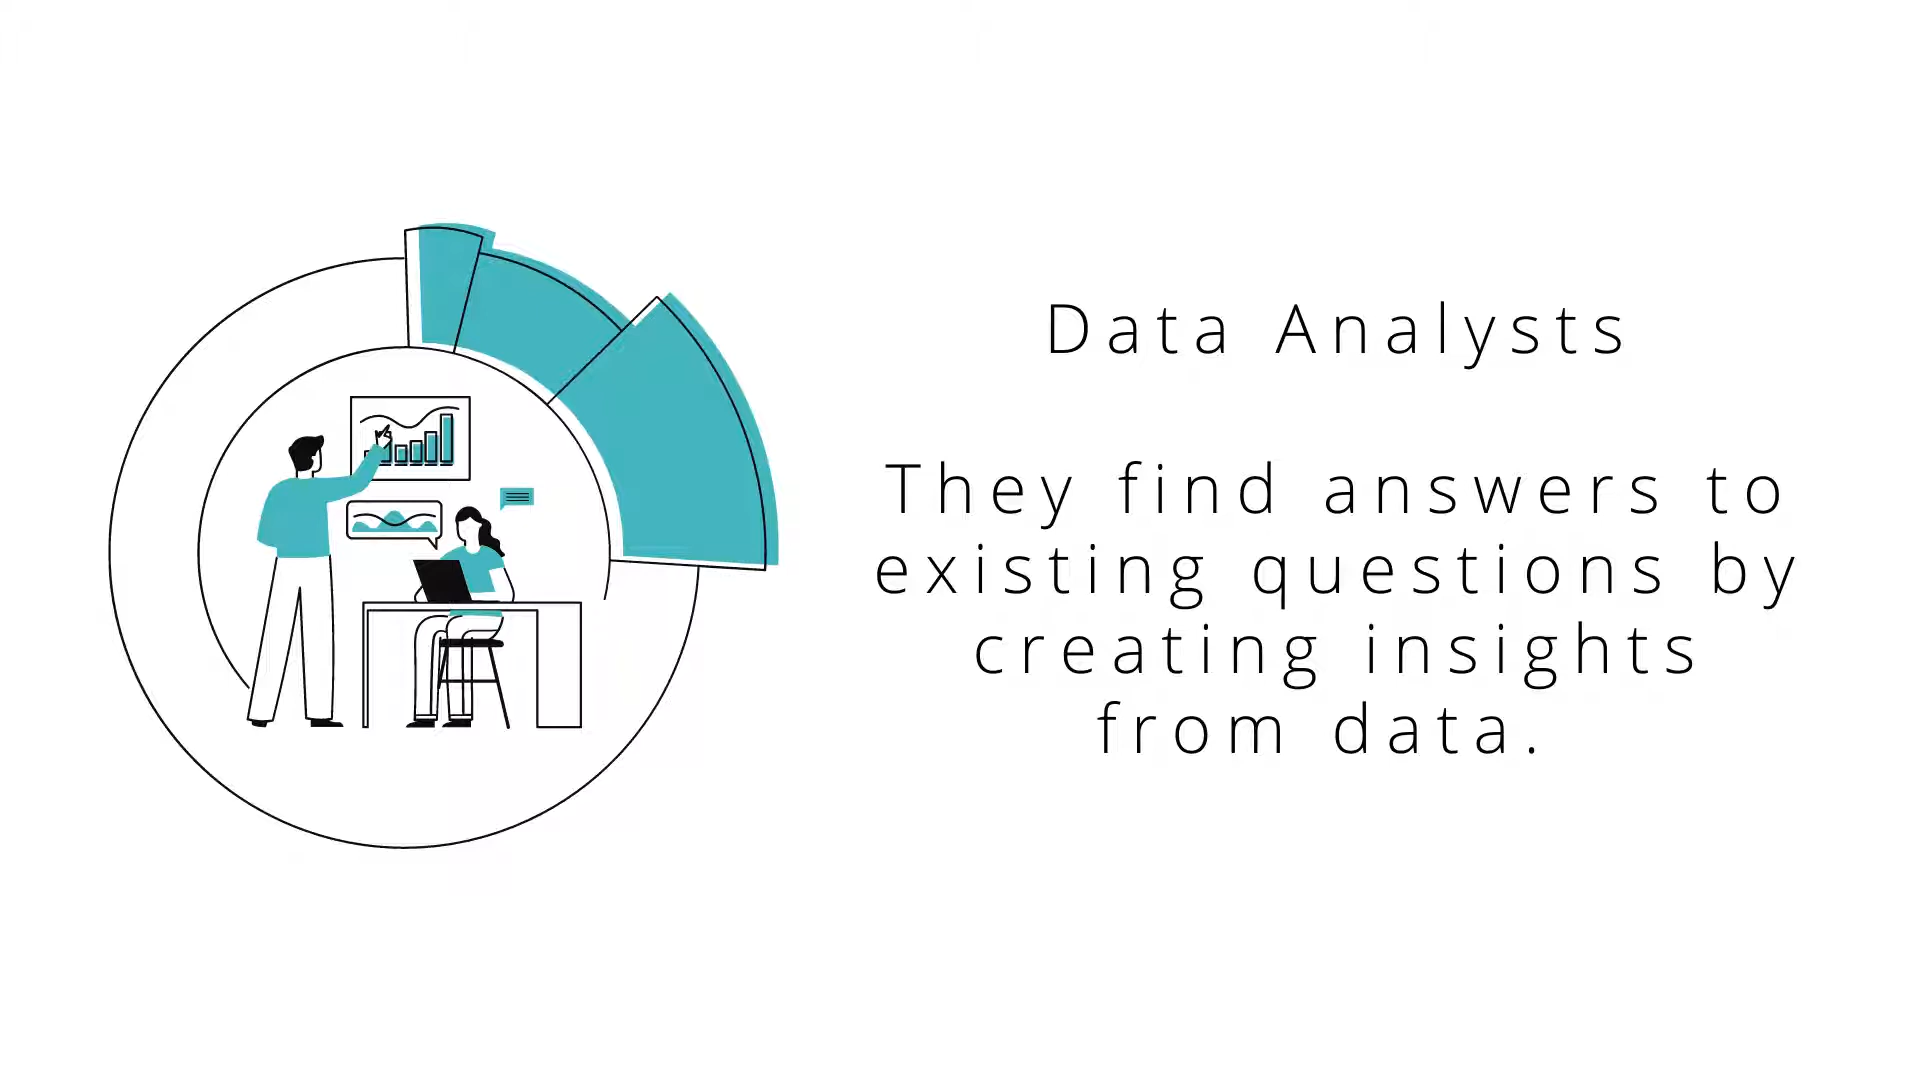 Data Analysts
They find answers to
existing questions by
creating insights
from data.